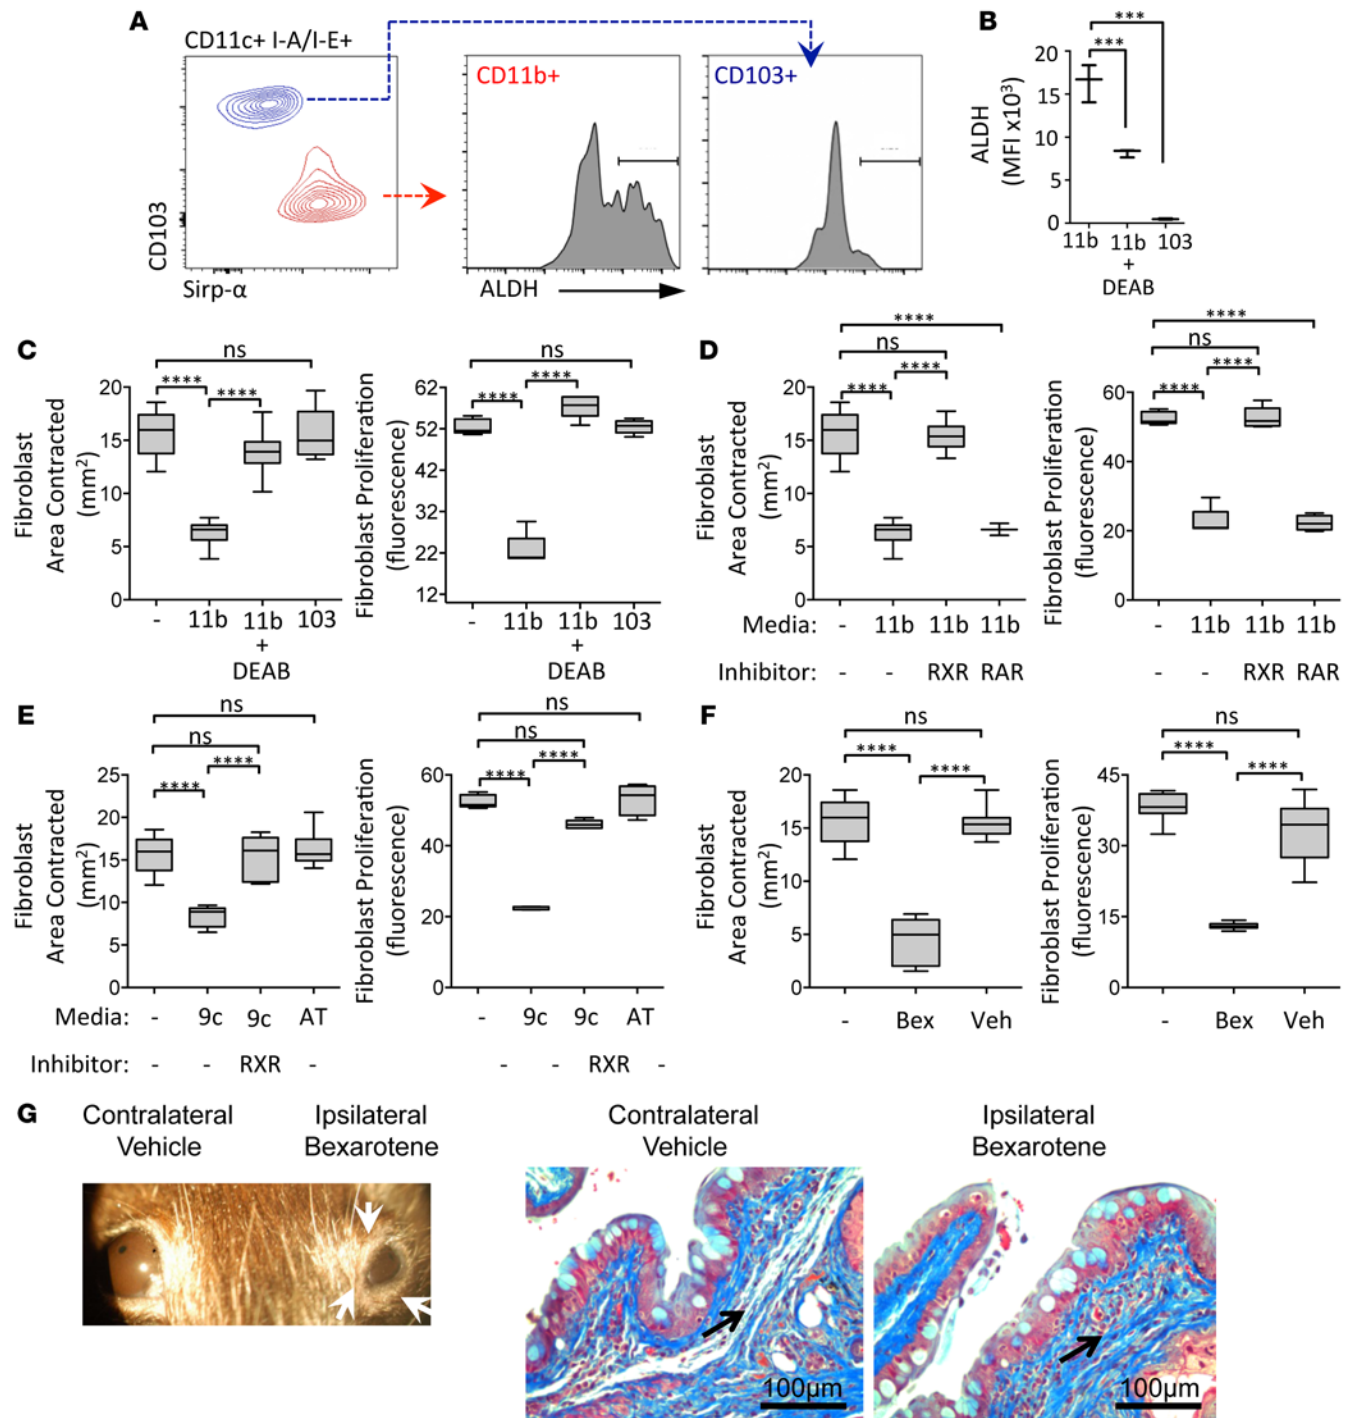 A
CD11c+ I-A/I-E+
CD103
Sirp-α
CD11b+
ALDH
CD103+
B
***
***
ALDH
(MFI x10³)
20
15
10
5
0
11b
11b
103
+
DEAB
C
ns
****
****
Fibroblast
Area Contracted
(mm²)
20
15
10
5
0
-
11b
11b
103
+
DEAB
ns
****
****
Fibroblast Proliferation
(fluorescence)
62
52
42
32
22
12
-
11b
11b
103
+
DEAB
D
****
ns
****
****
Fibroblast
Area Contracted
(mm²)
20
15
10
5
0
Media: - 11b 11b 11b
Inhibitor: - - RXR RAR
****
ns
****
****
Fibroblast Proliferation
(fluorescence)
60
60
20
0
- 11b 11b 11b
- - RXR RAR
E
ns
ns
****
****
Fibroblast
Area Contracted
(mm²)
25
20
15
10
5
0
Media: - 9c 9c AT
Inhibitor: - - RXR -
ns
ns
****
****
Fibroblast Proliferation
(fluorescence)
60
40
20
0
- 9c 9c AT
- - RXR -
F
ns
****
****
Fibroblast
Area Contracted
(mm²)
20
15
10
5
0
- Bex Veh
ns
****
****
Fibroblast Proliferation
(fluorescence)
45
30
15
0
- Bex Veh
G
Contralateral
Vehicle
Ipsilateral
Bexarotene
Contralateral
Vehicle
Ipsilateral
Bexarotene
100µm
100µm